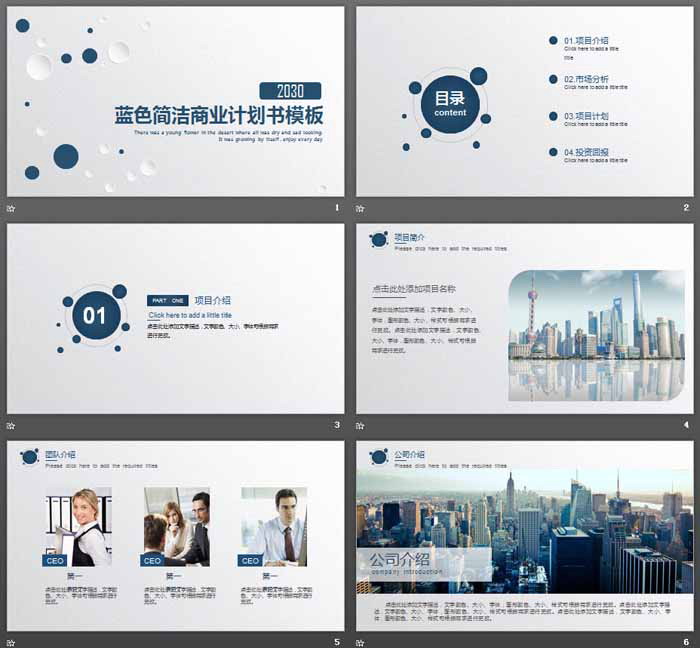 2030
蓝色简洁商业计划书模板
There was a young flower in the desert where all was dry and sad looking.
It was growing by itself, enjoy every day
1
目录
content
01.项目介绍
Click here to add a little
title
02.市场分析
Click here to add a little title
03.项目计划
Click here to add a little title
04.投资回报
Click here to add a little title
2
01
PART ONE
项目介绍
Click here to add a little title
点击此处添加文字描述，文字颜色、大小、字体可根据需求
进行更改。
3
项目简介
Please click here to add the required titles
点击此处添加项目名称
点击此处添加文字描述，文字颜色、大小、
字体，图形颜色、大小、样式可根据需求进
行更改。点击此处添加文字描述，文字颜色、
大小、字体，图形颜色、大小、样式可根据
需求进行更改。
4
团队介绍
Please click here to add the required titles
CEO
CEO
CEO
第一
第一
第一
点击此处添加文字描述，文字颜
色、大小、字体可根据需求进行
更改。
点击此处添加文字描述，文字颜
色、大小、字体可根据需求进行
更改。
点击此处添加文字描述，文字颜
色、大小、字体可根据需求进行
更改。
5
公司介绍
Please click here to add the required titles
公司介绍
company introduction
点击此处添加文字描述，文字颜色、大小、字体，图形颜色、大小、样式可根据需求进行更改。点击此处添加文字描
述，文字颜色、大小、字体，图形颜色、大小、样式可根据需求进行更改。点击此处添加文字描述，文字颜色、大
小、字体，图形颜色、大小、样式可根据需求进行更改。
6